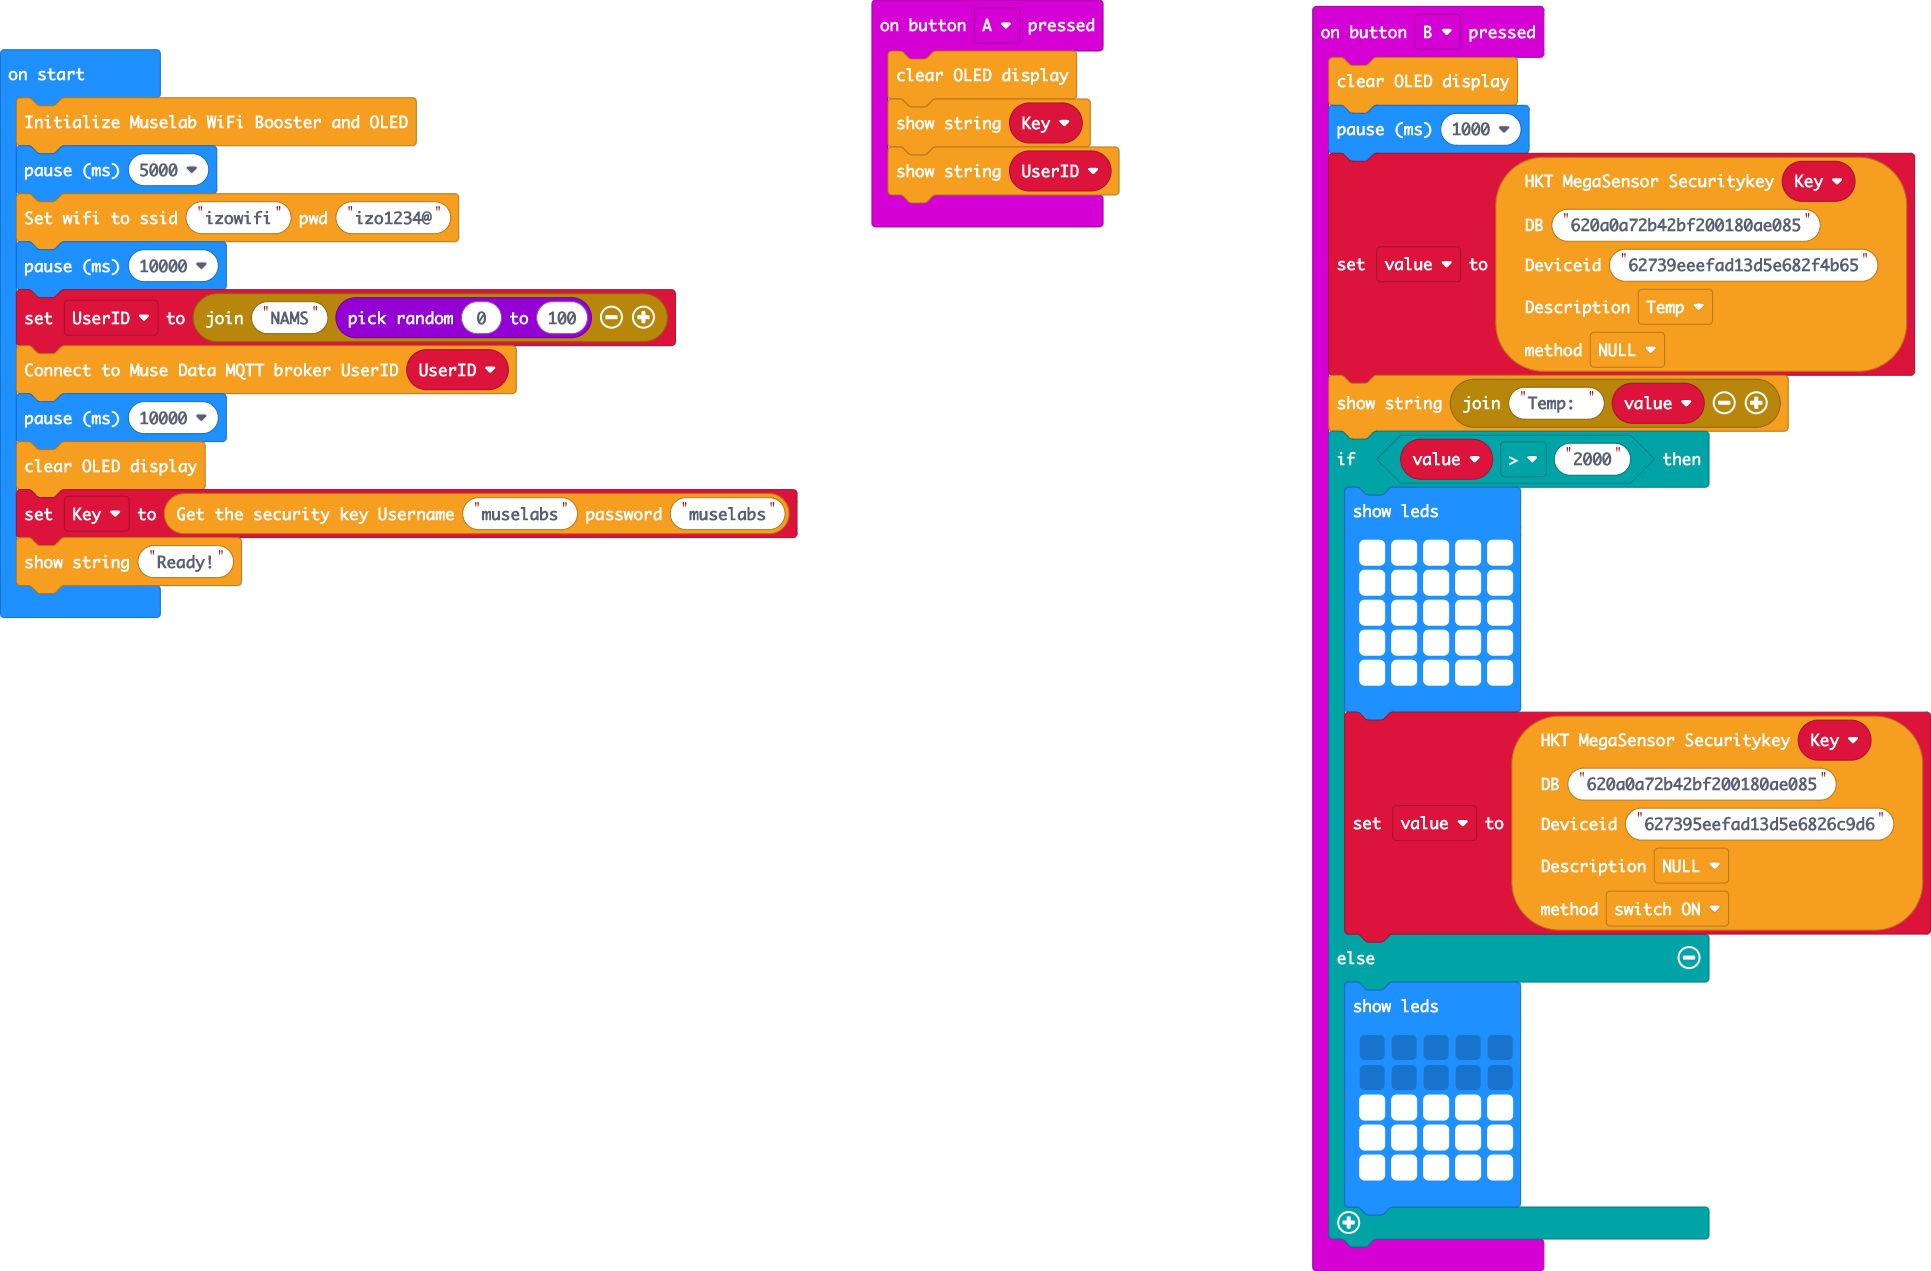 on start
Initialize Muselab WiFi Booster and OLED
pause (ms) 5000
Set wifi to ssid "izowifi" pwd "izo1234@"
pause (ms) 10000
set UserID to join "NAMS" pick random 0 to 100
Connect to Muse Data MQTT broker UserID UserID
pause (ms) 10000
clear OLED display
set Key to Get the security key Username "muselabs" password "muselabs"
show string "Ready!"
on button A pressed
clear OLED display
show string Key
show string UserID
on button B pressed
clear OLED display
pause (ms) 1000
set value to
HKT MegaSensor Securitykey Key
DB "620a0a72b42bf200180ae085"
Deviceid "62739eeefad13d5e682f4b65"
Description Temp
method NULL
show string join "Temp: " value
if value > "2000" then
show leds
set value to
HKT MegaSensor Securitykey Key
DB "620a0a72b42bf200180ae085"
Deviceid "627395eefad13d5e6826c9d6"
Description NULL
method switch ON
else
show leds